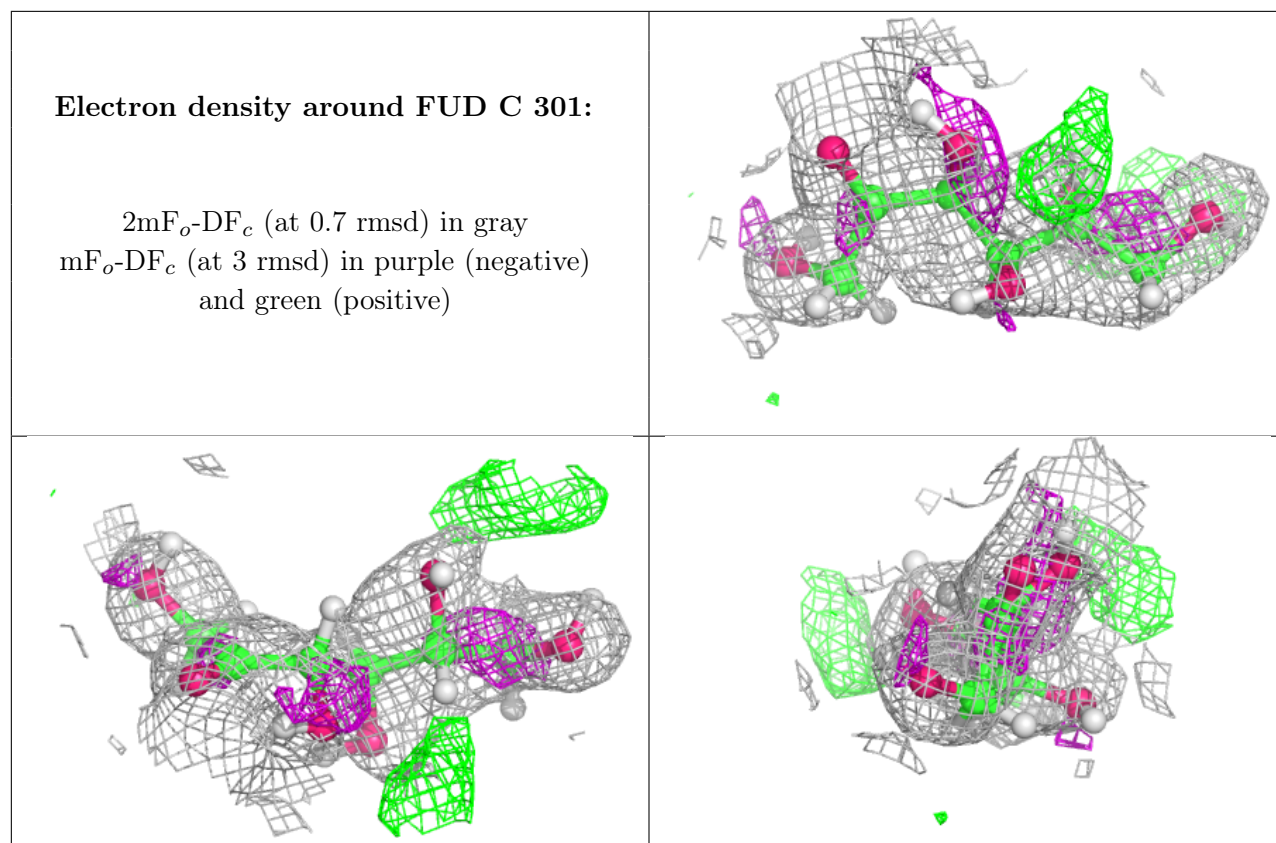 Electron density around FUD C 301:
2mFo-DFc (at 0.7 rmsd) in gray
mFo-DFc (at 3 rmsd) in purple (negative)
and green (positive)